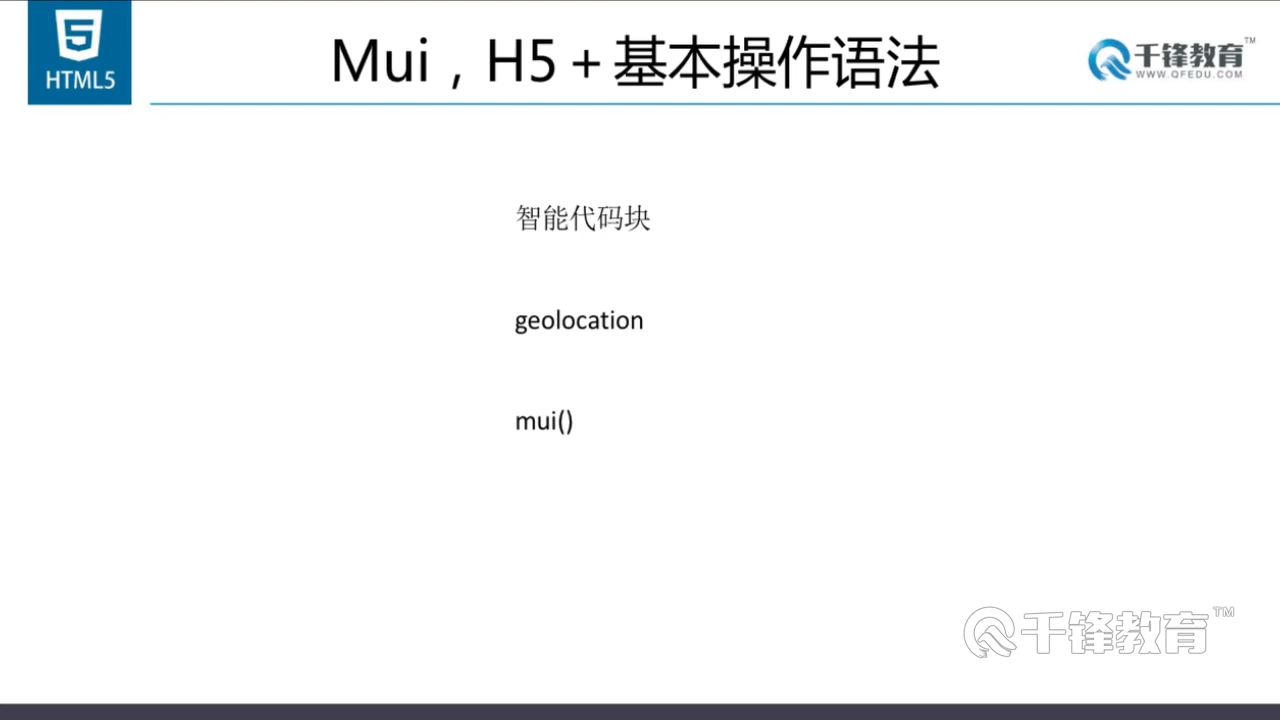 HTML5
Mui，H5＋基本操作语法
千锋教育™
WWW.QFEDU.COM
智能代码块
geolocation
mui()
千锋教育™